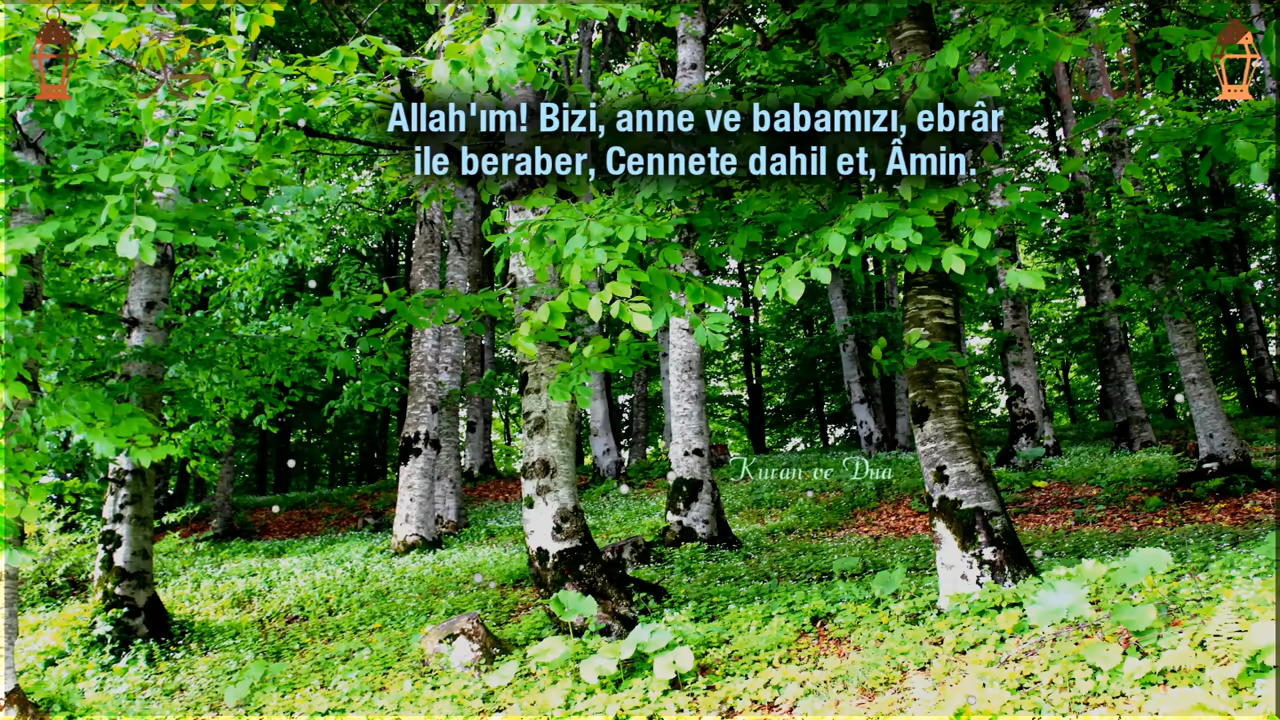 Allah'ım! Bizi, anne ve babamızı, ebrâr
ile beraber, Cennete dahil et, Âmin.
Kuran ve Dua